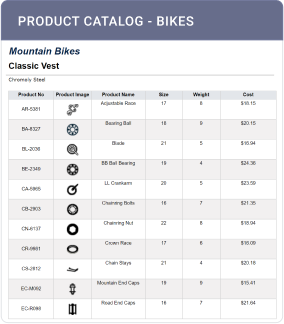 PRODUCT CATALOG - BIKES
Mountain Bikes
Classic Vest
Chromoly Steel
Product No Product Image Product Name Size Weight Cost
AR-5381 Adjustable Race 17 8 $18.15
BA-8327 Bearing Ball 18 9 $20.15
BL-2036 Blade 21 5 $16.94
BE-2349 BB Ball Bearing 19 4 $24.36
CA-5965 LL Crankarm 20 5 $23.59
CB-2903 Chainring Bolts 16 7 $21.35
CN-6137 Chainring Nut 22 6 $18.94
CR-9981 Crown Race 17 8 $18.09
CS-2812 Chain Stays 21 4 $20.18
EC-M092 Mountain End Caps 19 9 $15.41
EC-R098 Road End Caps 16 7 $21.64